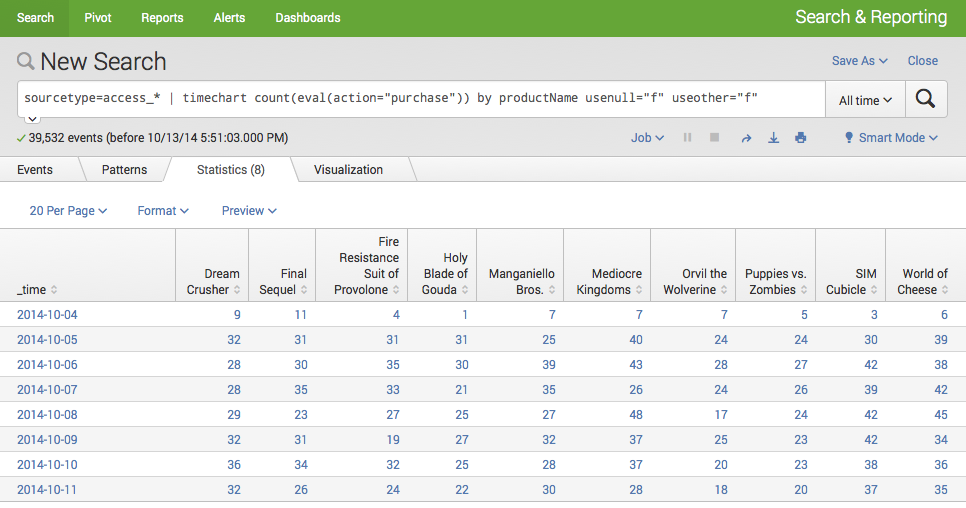 Search Pivot Reports Alerts Dashboards Search & Reporting
New Search Save As Close
sourcetype=access_* | timechart count(eval(action="purchase")) by productName usenull="f" useother="f" All time
39,532 events (before 10/13/14 5:51:03.000 PM) Job Smart Mode
Events Patterns Statistics (8) Visualization
20 Per Page Format Preview
Fire
Resistance Holy
Dream Final Suit of Blade of Manganiello Mediocre Orvil the Puppies vs. SIM World of
_time Crusher Sequel Provolone Gouda Bros. Kingdoms Wolverine Zombies Cubicle Cheese
2014-10-04 9 11 4 1 7 7 7 5 3 6
2014-10-05 32 31 31 31 25 40 24 24 30 39
2014-10-06 28 30 35 30 39 43 28 27 42 38
2014-10-07 28 35 33 21 35 26 24 26 39 42
2014-10-08 29 23 27 25 27 48 17 24 42 45
2014-10-09 32 31 19 27 32 37 25 23 42 34
2014-10-10 36 34 32 25 28 37 20 23 38 36
2014-10-11 32 26 24 22 30 28 18 20 37 35